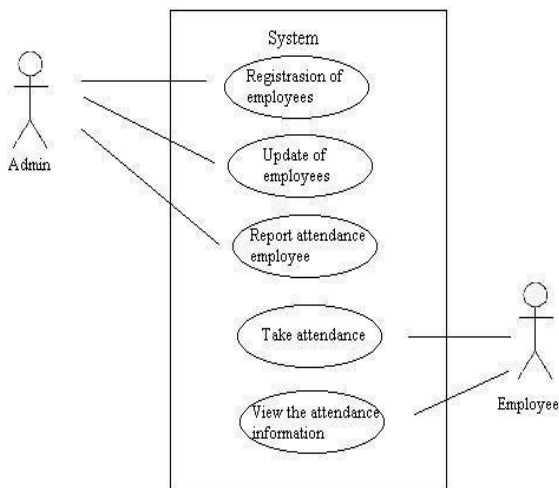 System
Registrasion of
employees
Admin
Update of
employees
Report attendance
employee
Take attendance
Employee
View the attendance
information